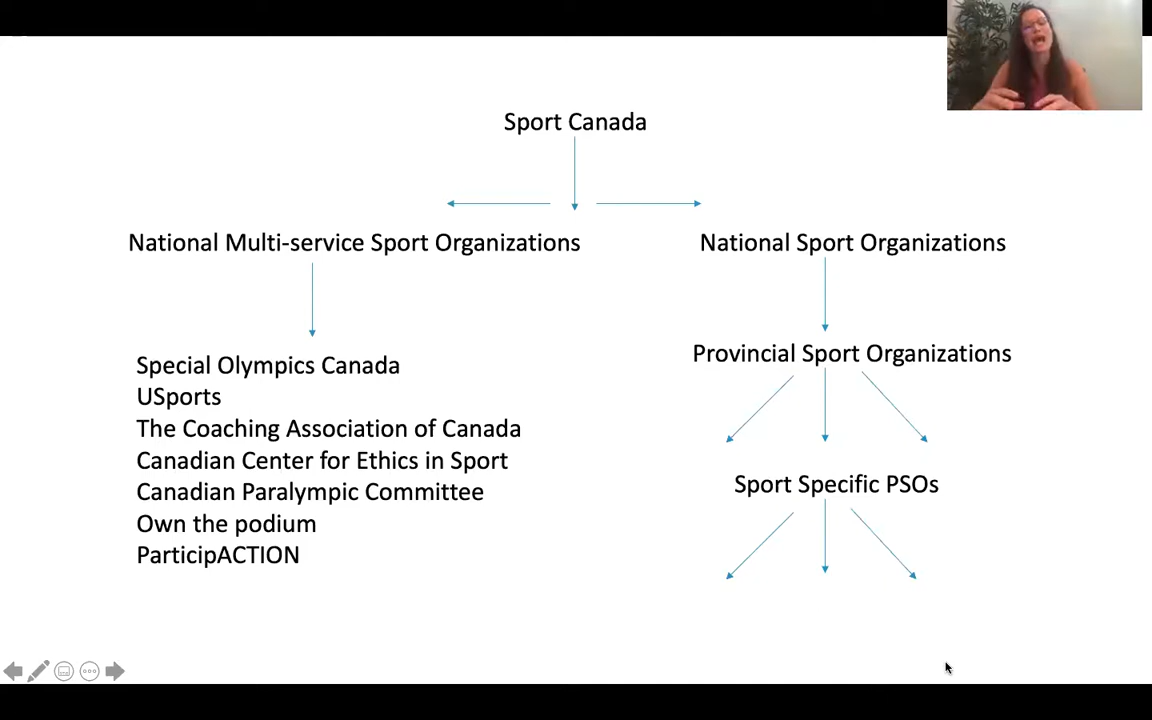 Sport Canada
National Multi-service Sport Organizations
National Sport Organizations
Special Olympics Canada
USports
The Coaching Association of Canada
Canadian Center for Ethics in Sport
Canadian Paralympic Committee
Own the podium
ParticipACTION
Provincial Sport Organizations
Sport Specific PSOs